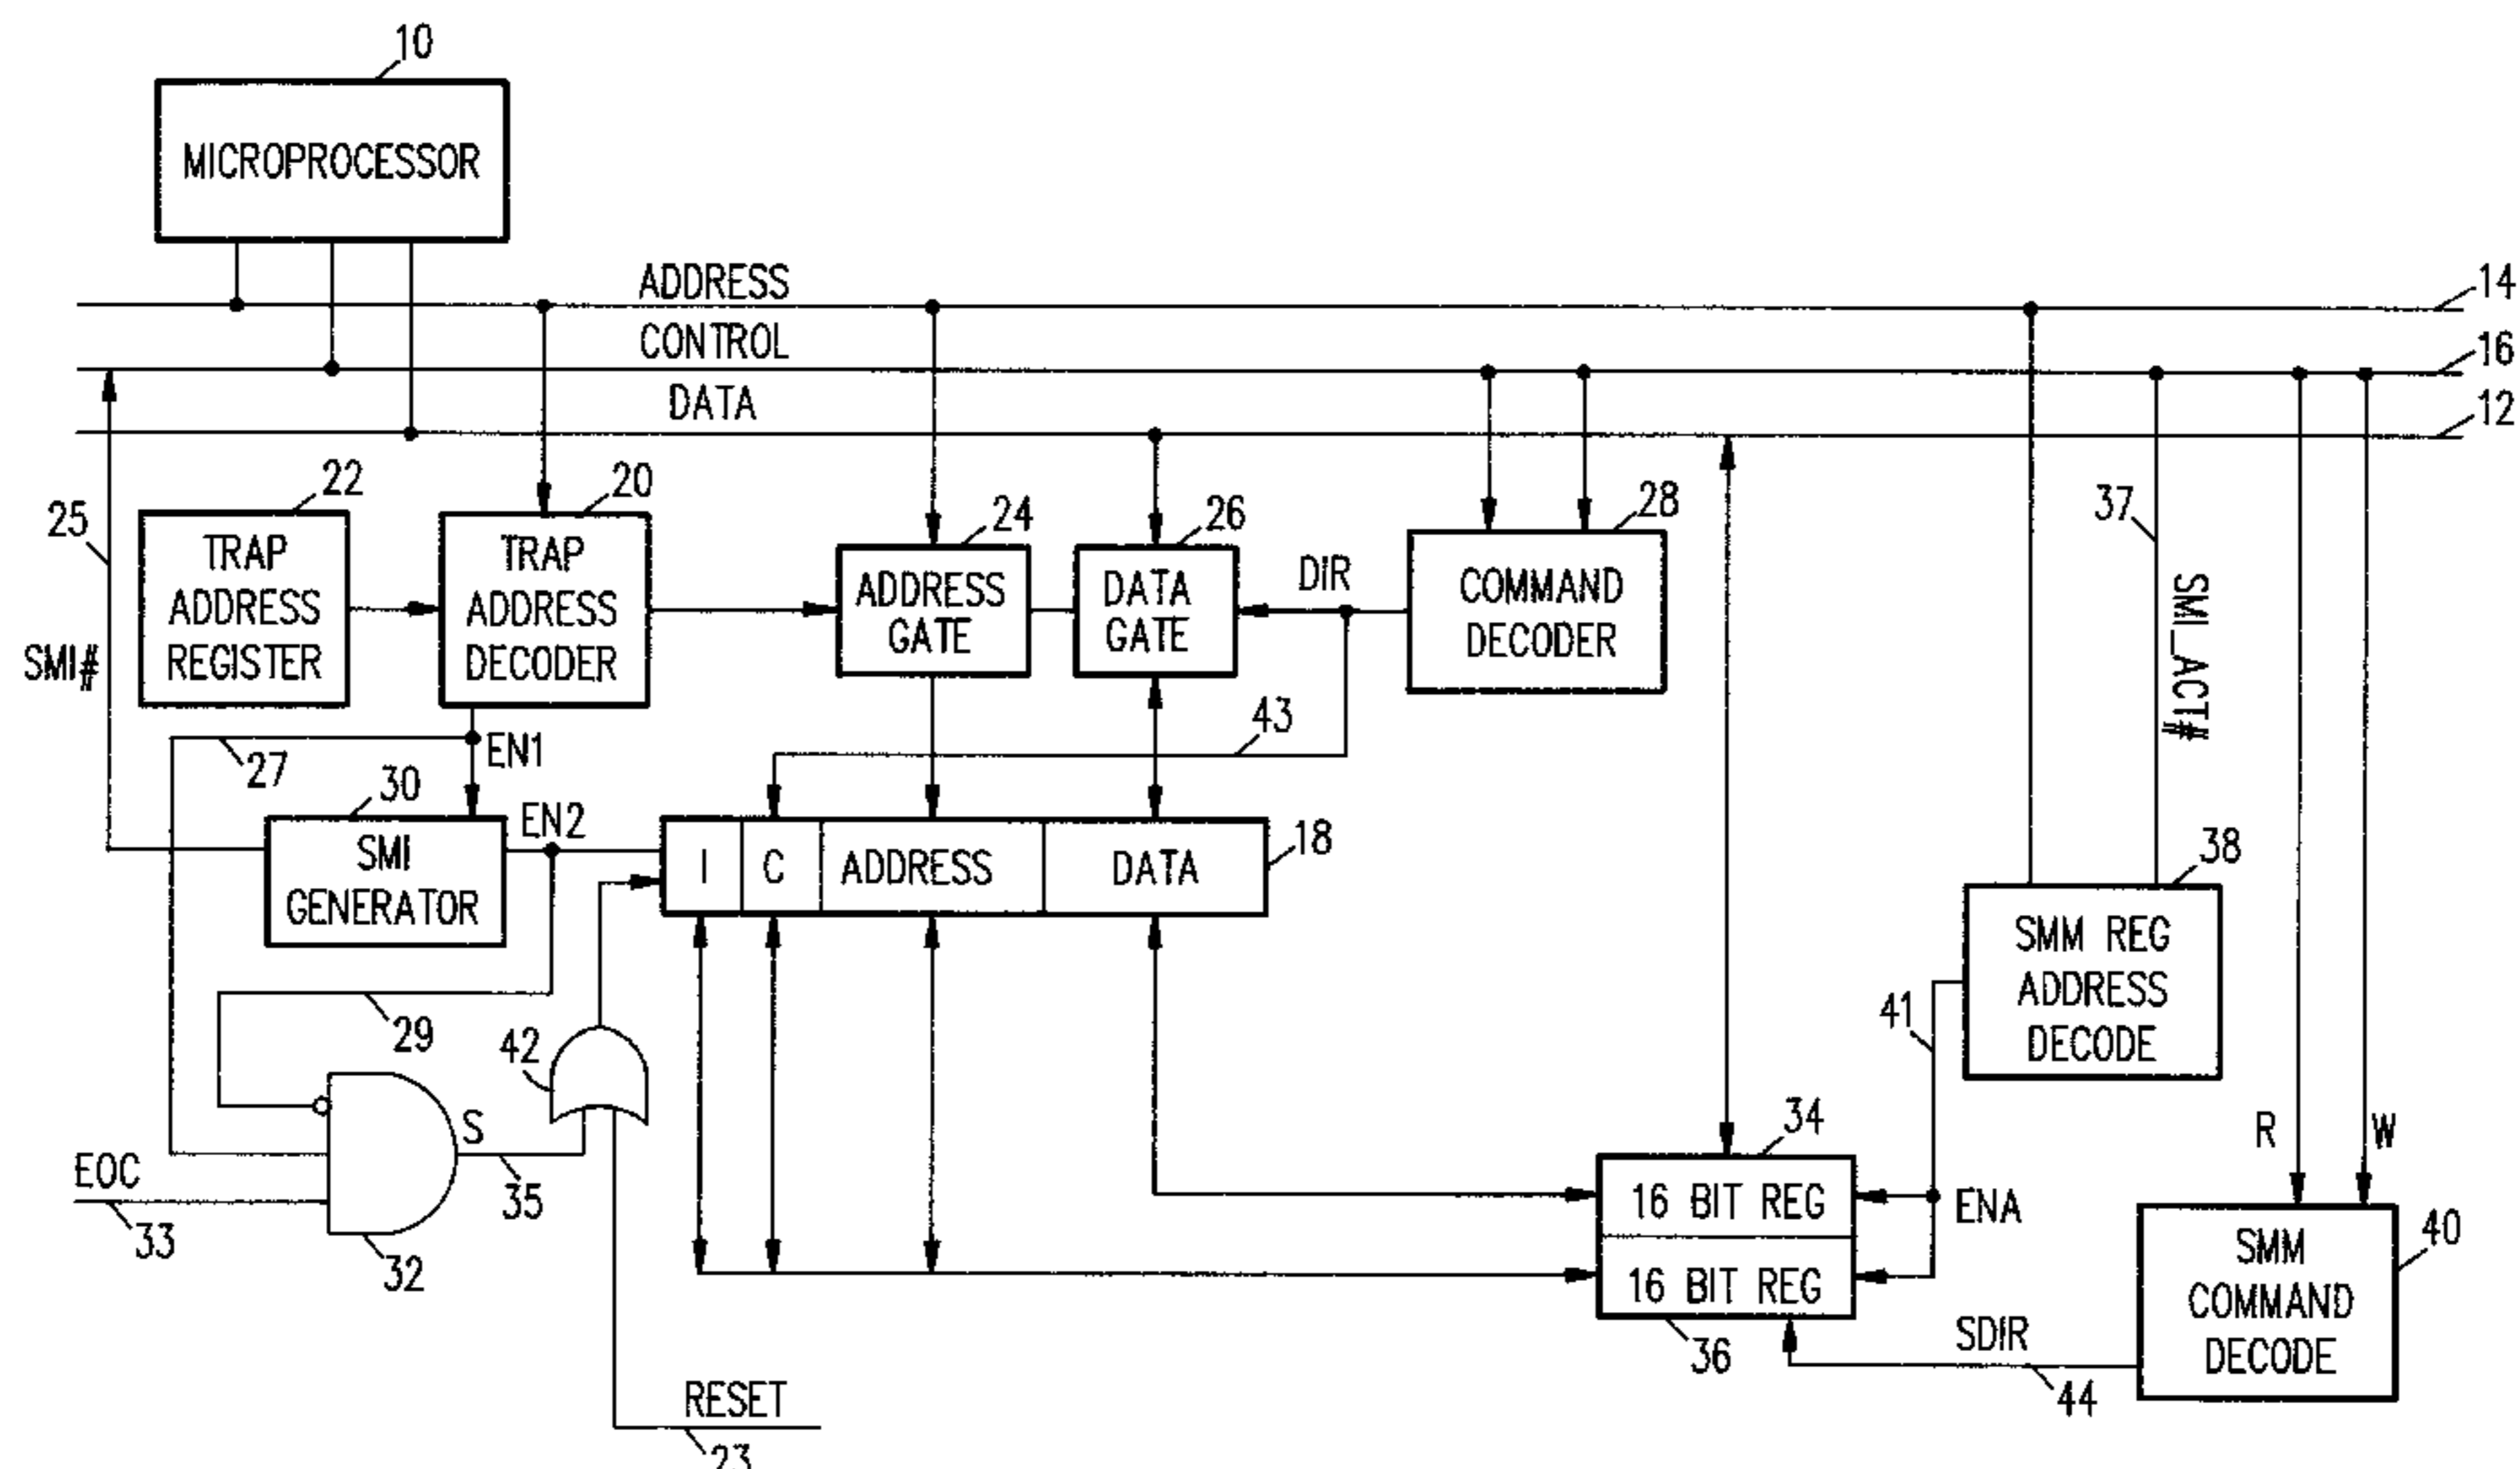 10
MICROPROCESSOR
ADDRESS
14
CONTROL
16
DATA
12
25
22
20
24
26
28
37
TRAP
ADDRESS
REGISTER
TRAP
ADDRESS
DECODER
ADDRESS
GATE
DATA
GATE
DIR
COMMAND
DECODER
SMI_ACT#
SMI#
27
EN1
43
30
EN2
SMI
GENERATOR
I
C
ADDRESS
DATA
18
38
SMM REG
ADDRESS
DECODE
29
42
41
EOC
33
32
S
35
34
R
W
16 BIT REG
16 BIT REG
ENA
36
SMM
COMMAND
DECODE
40
SDIR
44
RESET
23